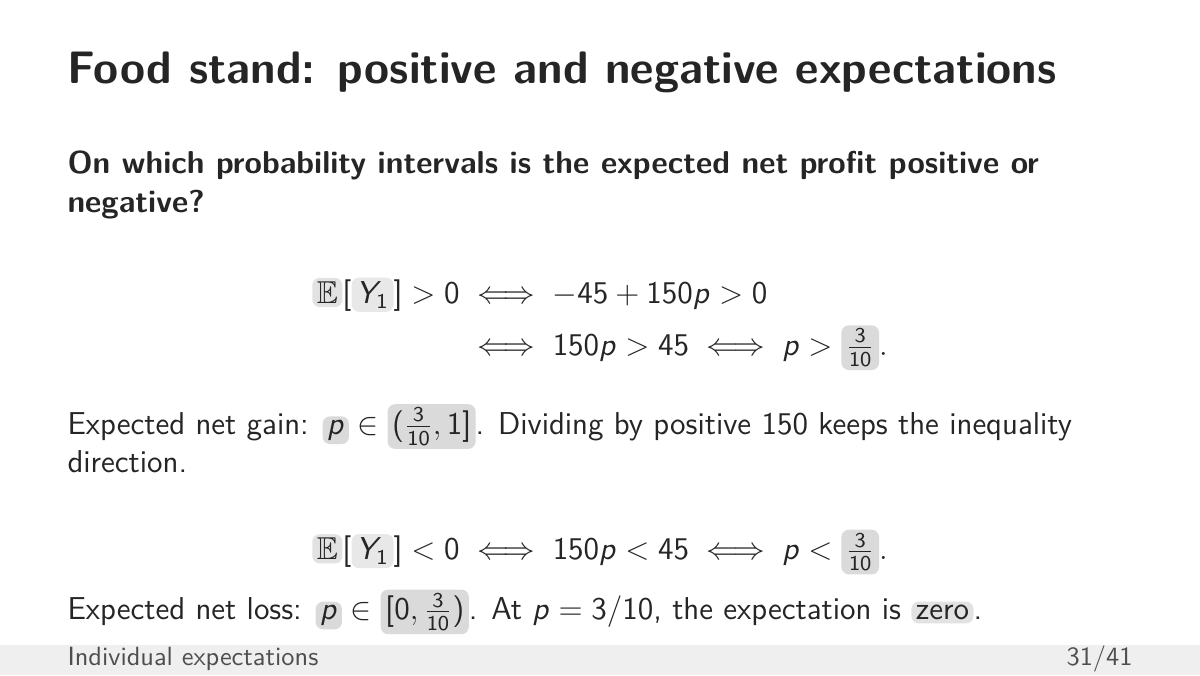 Food stand: positive and negative expectations
On which probability intervals is the expected net profit positive or
negative?
𝔼[Y₁] > 0 ⟺ −45 + 150p > 0
⟺ 150p > 45 ⟺ p > 3/10.
Expected net gain: p ∈ (3/10, 1]. Dividing by positive 150 keeps the inequality
direction.
𝔼[Y₁] < 0 ⟺ 150p < 45 ⟺ p < 3/10.
Expected net loss: p ∈ [0, 3/10). At p = 3/10, the expectation is zero.
Individual expectations 31/41